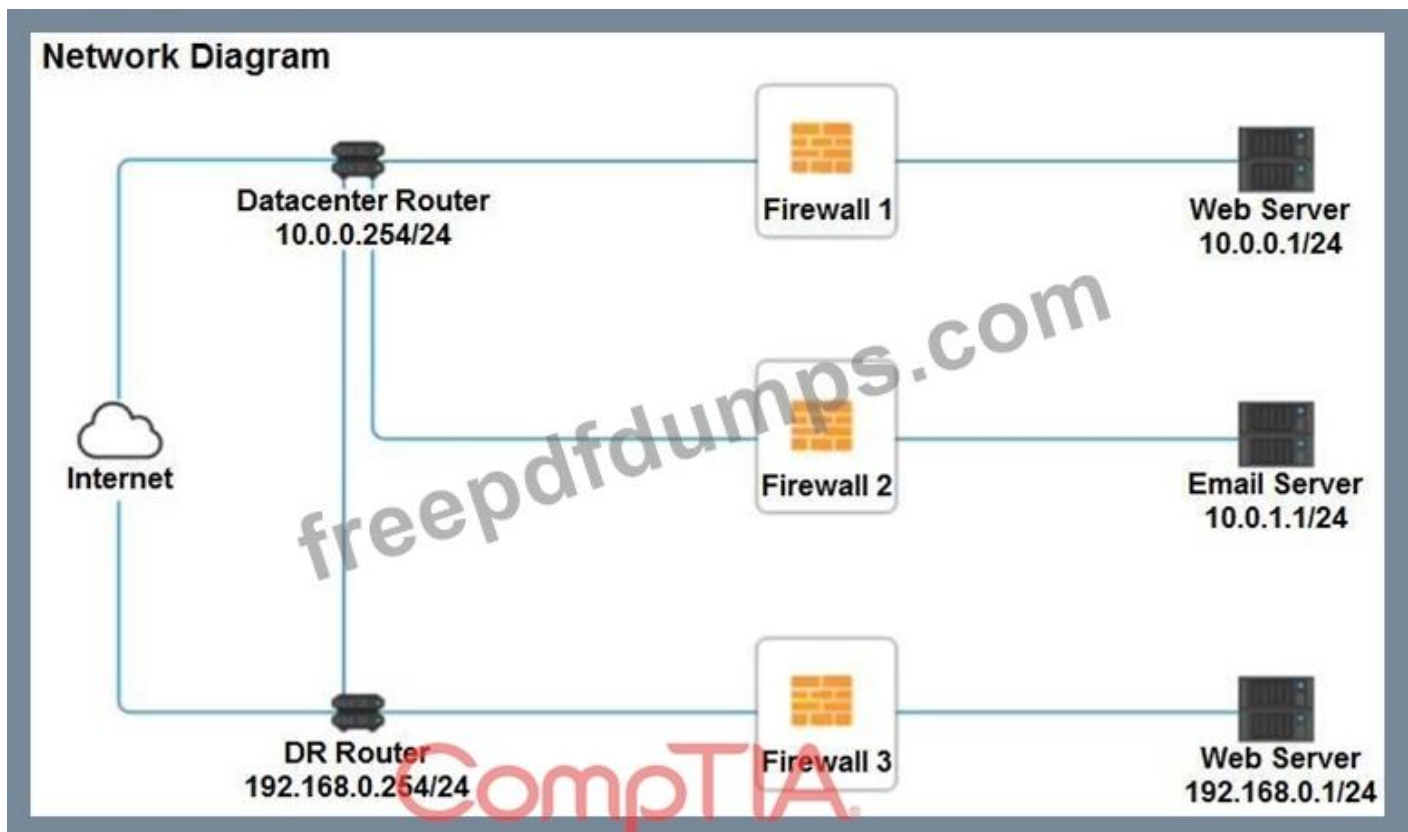 Network Diagram
Datacenter Router
10.0.0.254/24
Firewall 1
Web Server
10.0.0.1/24
freepdfdumps.com
Internet
Firewall 2
Email Server
10.0.1.1/24
DR Router
192.168.0.254/24
Firewall 3
Web Server
192.168.0.1/24
CompTIA.